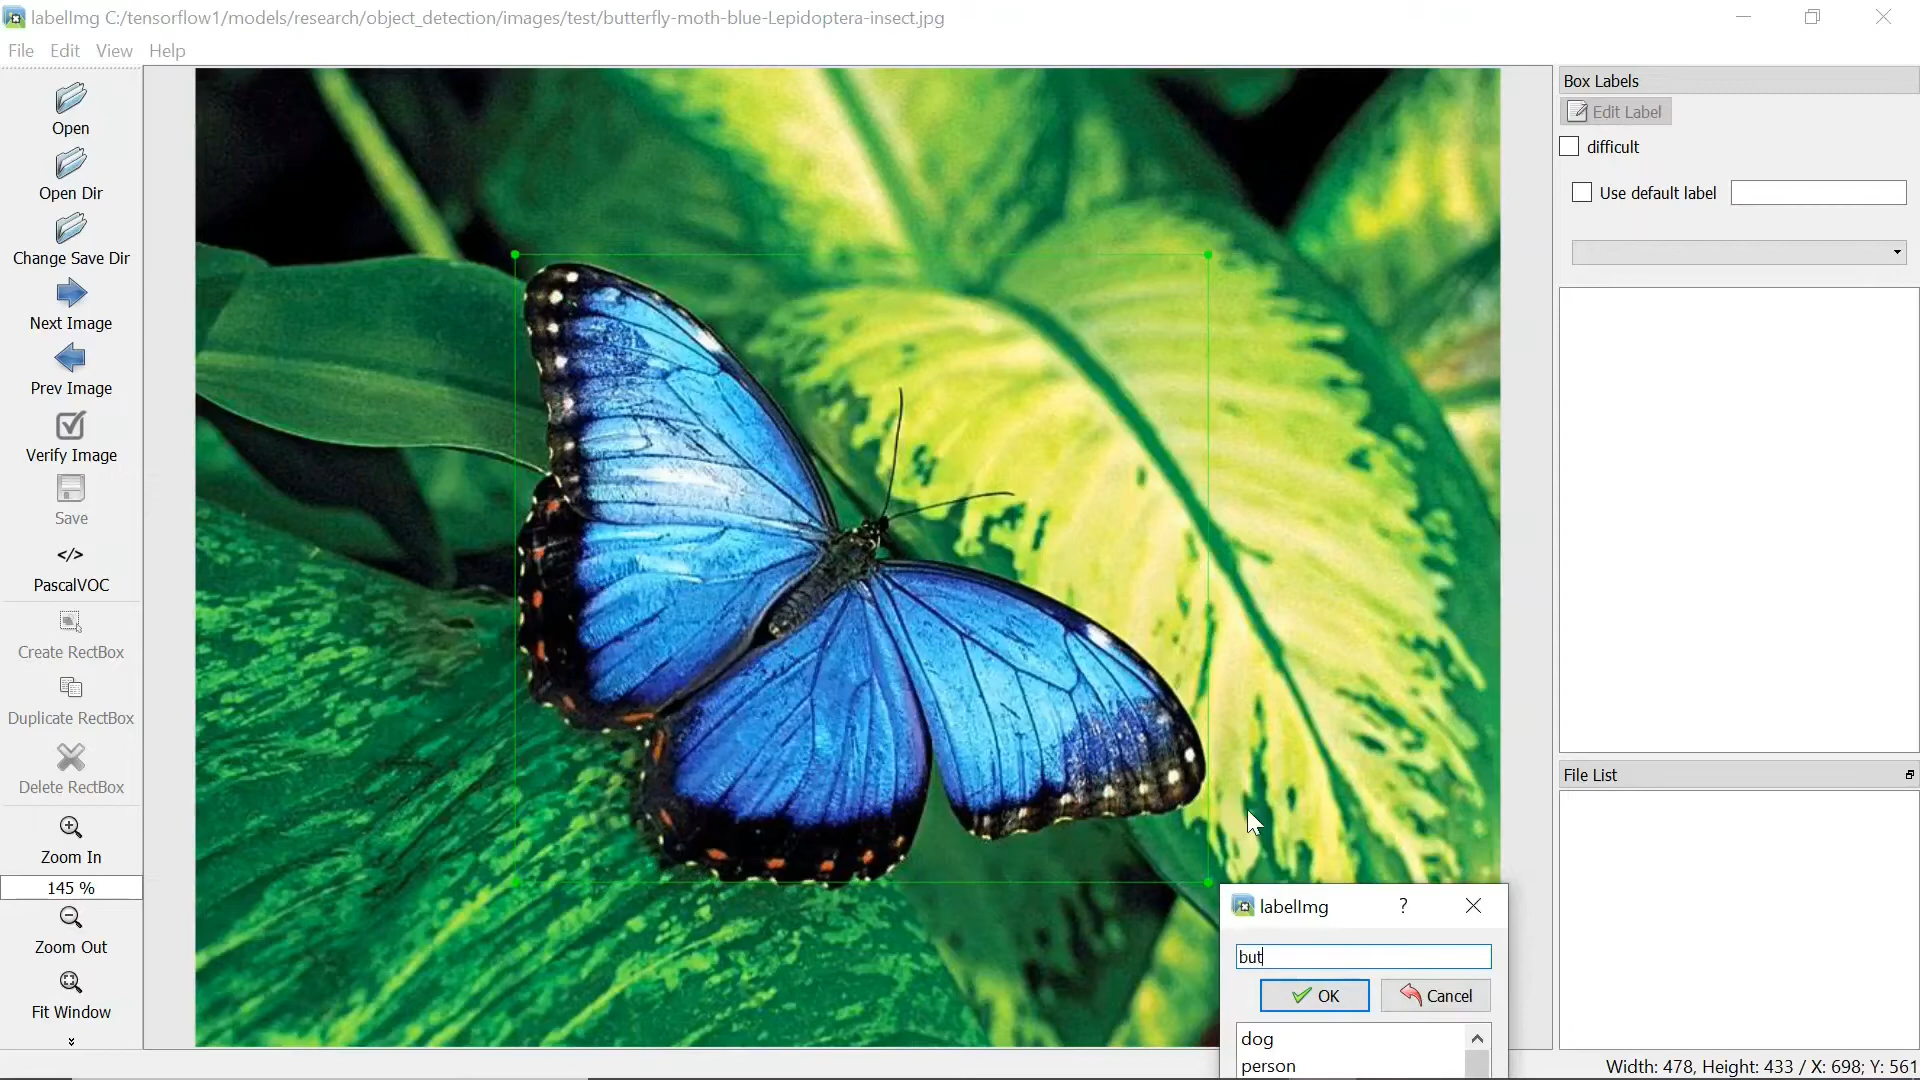 labelImg C:/tensorflow1/models/research/object_detection/images/test/butterfly-moth-blue-Lepidoptera-insect.jpg
File Edit View Help
Open
Open Dir
Change Save Dir
Next Image
Prev Image
Verify Image
Save
</>
PascalVOC
Create RectBox
Duplicate RectBox
Delete RectBox
Zoom In
145 %
Zoom Out
Fit Window
Box Labels
Edit Label
difficult
Use default label
File List
labelImg ?
but
OK Cancel
dog
person
Width: 478, Height: 433 / X: 698; Y: 561